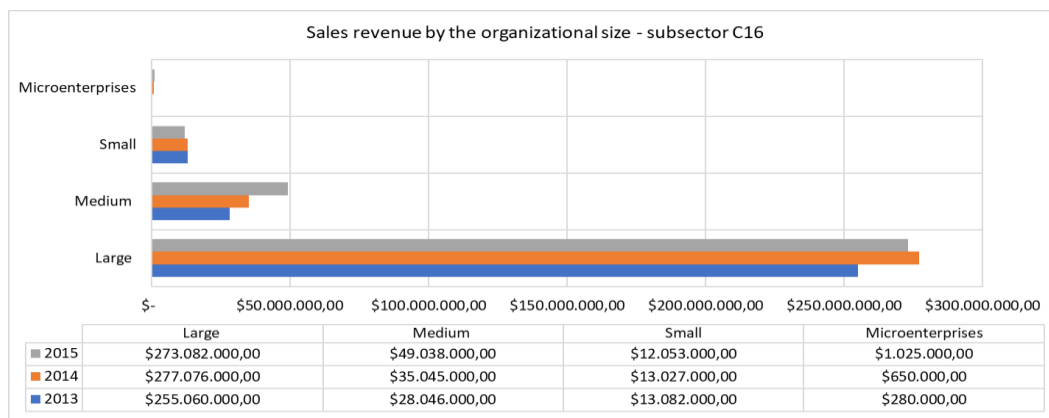 Sales revenue by the organizational size - subsector C16
Microenterprises
Small
Medium
Large
$- $50.000.000,00 $100.000.000,00 $150.000.000,00 $200.000.000,00 $250.000.000,00 $300.000.000,00
Large Medium Small Microenterprises
2015 $273.082.000,00 $49.038.000,00 $12.053.000,00 $1.025.000,00
2014 $277.076.000,00 $35.045.000,00 $13.027.000,00 $650.000,00
2013 $255.060.000,00 $28.046.000,00 $13.082.000,00 $280.000,00